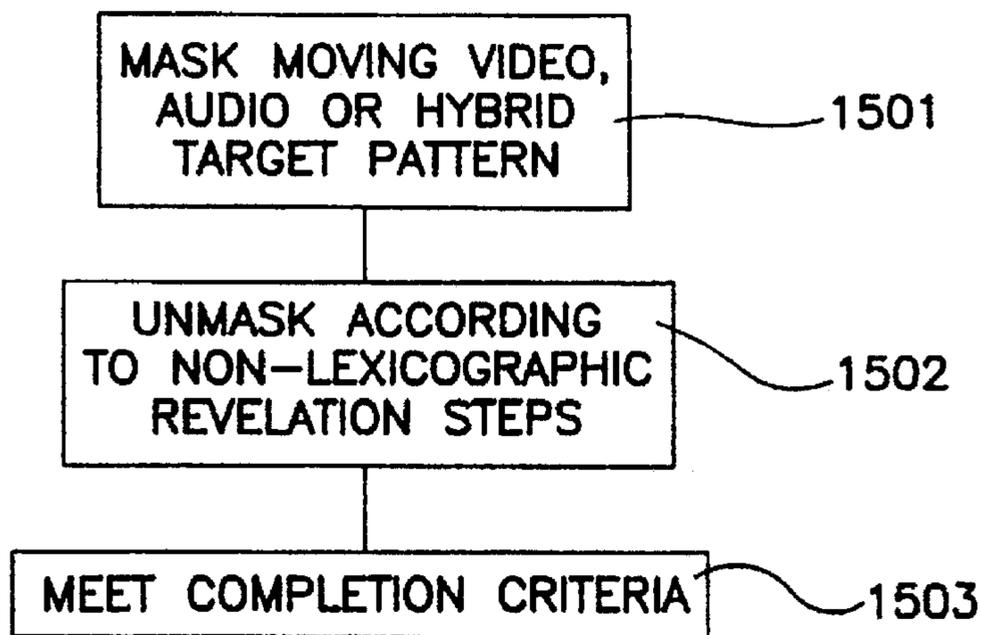 MASK MOVING VIDEO,
AUDIO OR HYBRID
TARGET PATTERN
1501
UNMASK ACCORDING
TO NON-LEXICOGRAPHIC
REVELATION STEPS
1502
MEET COMPLETION CRITERIA
1503